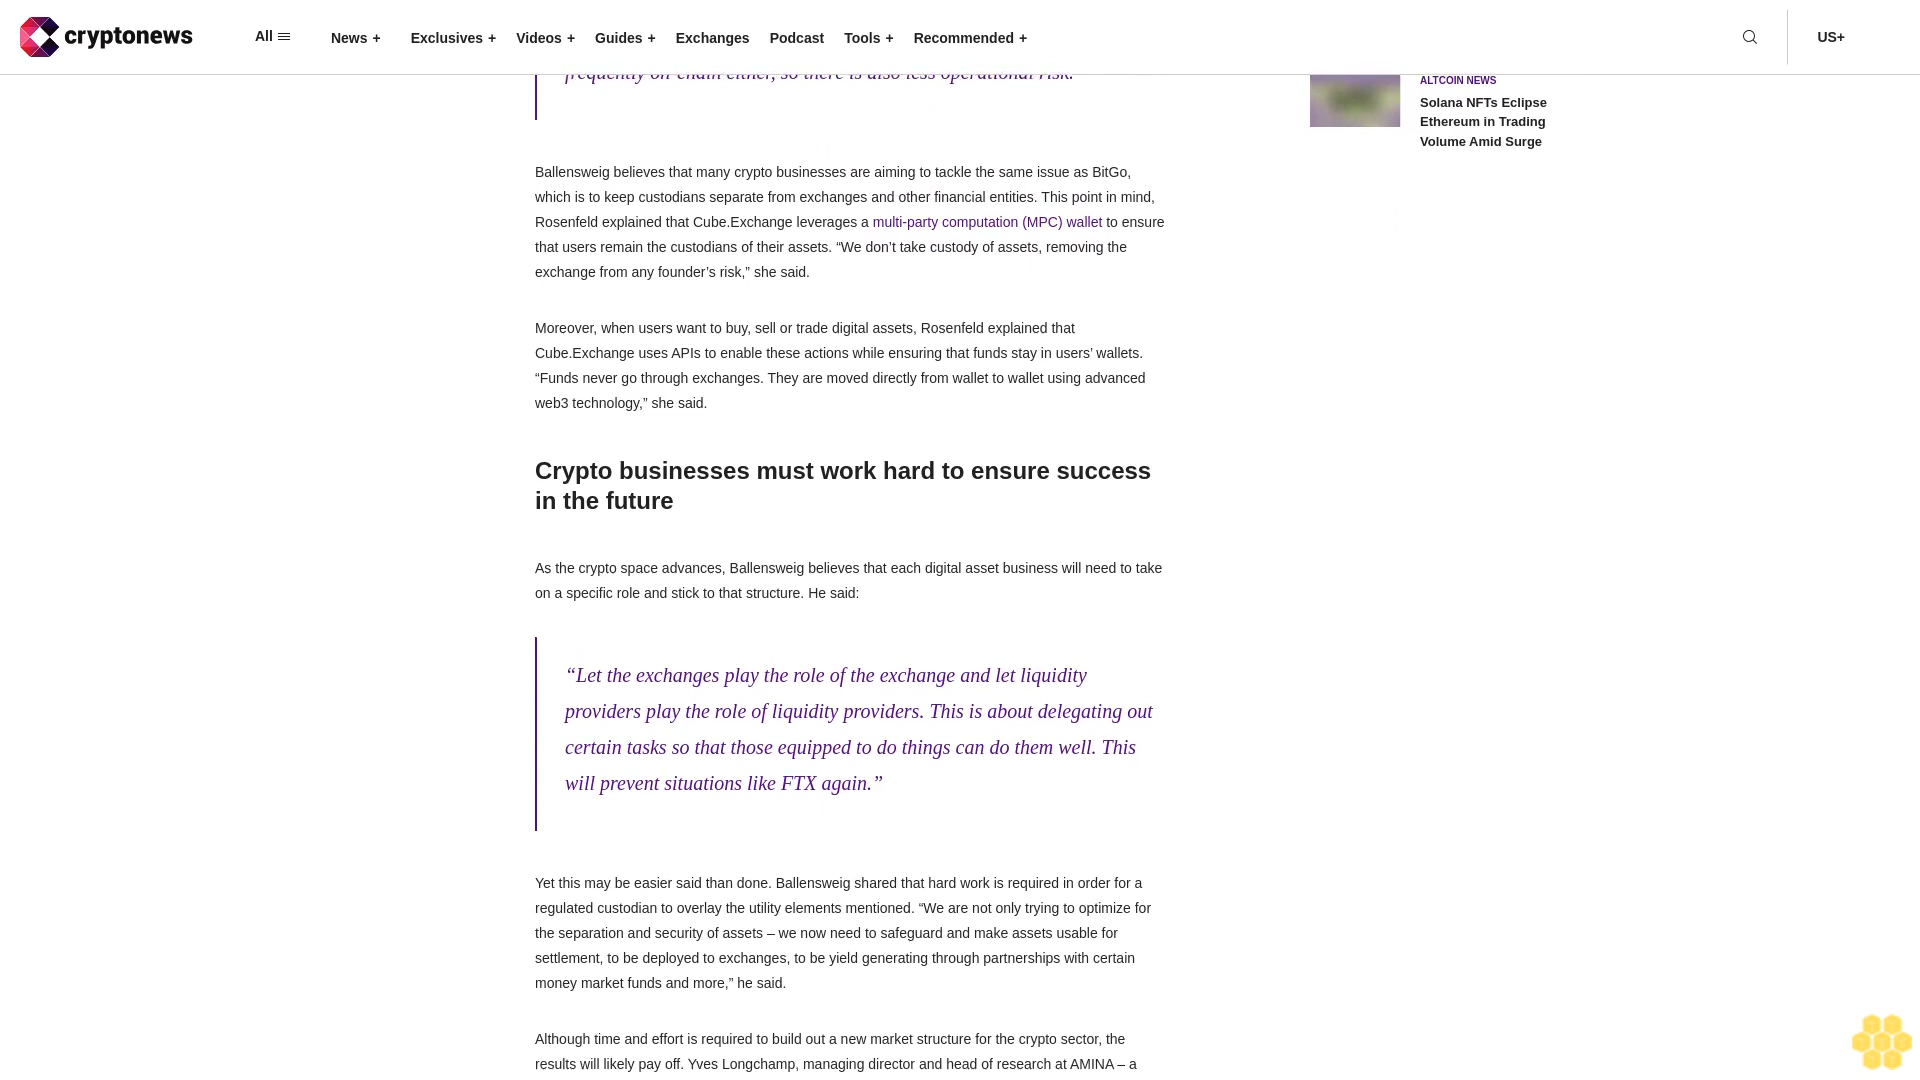 cryptonews
All
News +
Exclusives +
Videos +
Guides +
Exchanges
Podcast
Tools +
Recommended +
US+
frequently on-chain either, so there is also less operational risk.
ALTCOIN NEWS
Solana NFTs Eclipse
Ethereum in Trading
Volume Amid Surge
Ballensweig believes that many crypto businesses are aiming to tackle the same issue as BitGo,
which is to keep custodians separate from exchanges and other financial entities. This point in mind,
Rosenfeld explained that Cube.Exchange leverages a multi-party computation (MPC) wallet to ensure
that users remain the custodians of their assets. “We don’t take custody of assets, removing the
exchange from any founder’s risk,” she said.
Moreover, when users want to buy, sell or trade digital assets, Rosenfeld explained that
Cube.Exchange uses APIs to enable these actions while ensuring that funds stay in users’ wallets.
“Funds never go through exchanges. They are moved directly from wallet to wallet using advanced
web3 technology,” she said.
Crypto businesses must work hard to ensure success
in the future
As the crypto space advances, Ballensweig believes that each digital asset business will need to take
on a specific role and stick to that structure. He said:
“Let the exchanges play the role of the exchange and let liquidity
providers play the role of liquidity providers. This is about delegating out
certain tasks so that those equipped to do things can do them well. This
will prevent situations like FTX again.”
Yet this may be easier said than done. Ballensweig shared that hard work is required in order for a
regulated custodian to overlay the utility elements mentioned. “We are not only trying to optimize for
the separation and security of assets – we now need to safeguard and make assets usable for
settlement, to be deployed to exchanges, to be yield generating through partnerships with certain
money market funds and more,” he said.
Although time and effort is required to build out a new market structure for the crypto sector, the
results will likely pay off. Yves Longchamp, managing director and head of research at AMINA – a